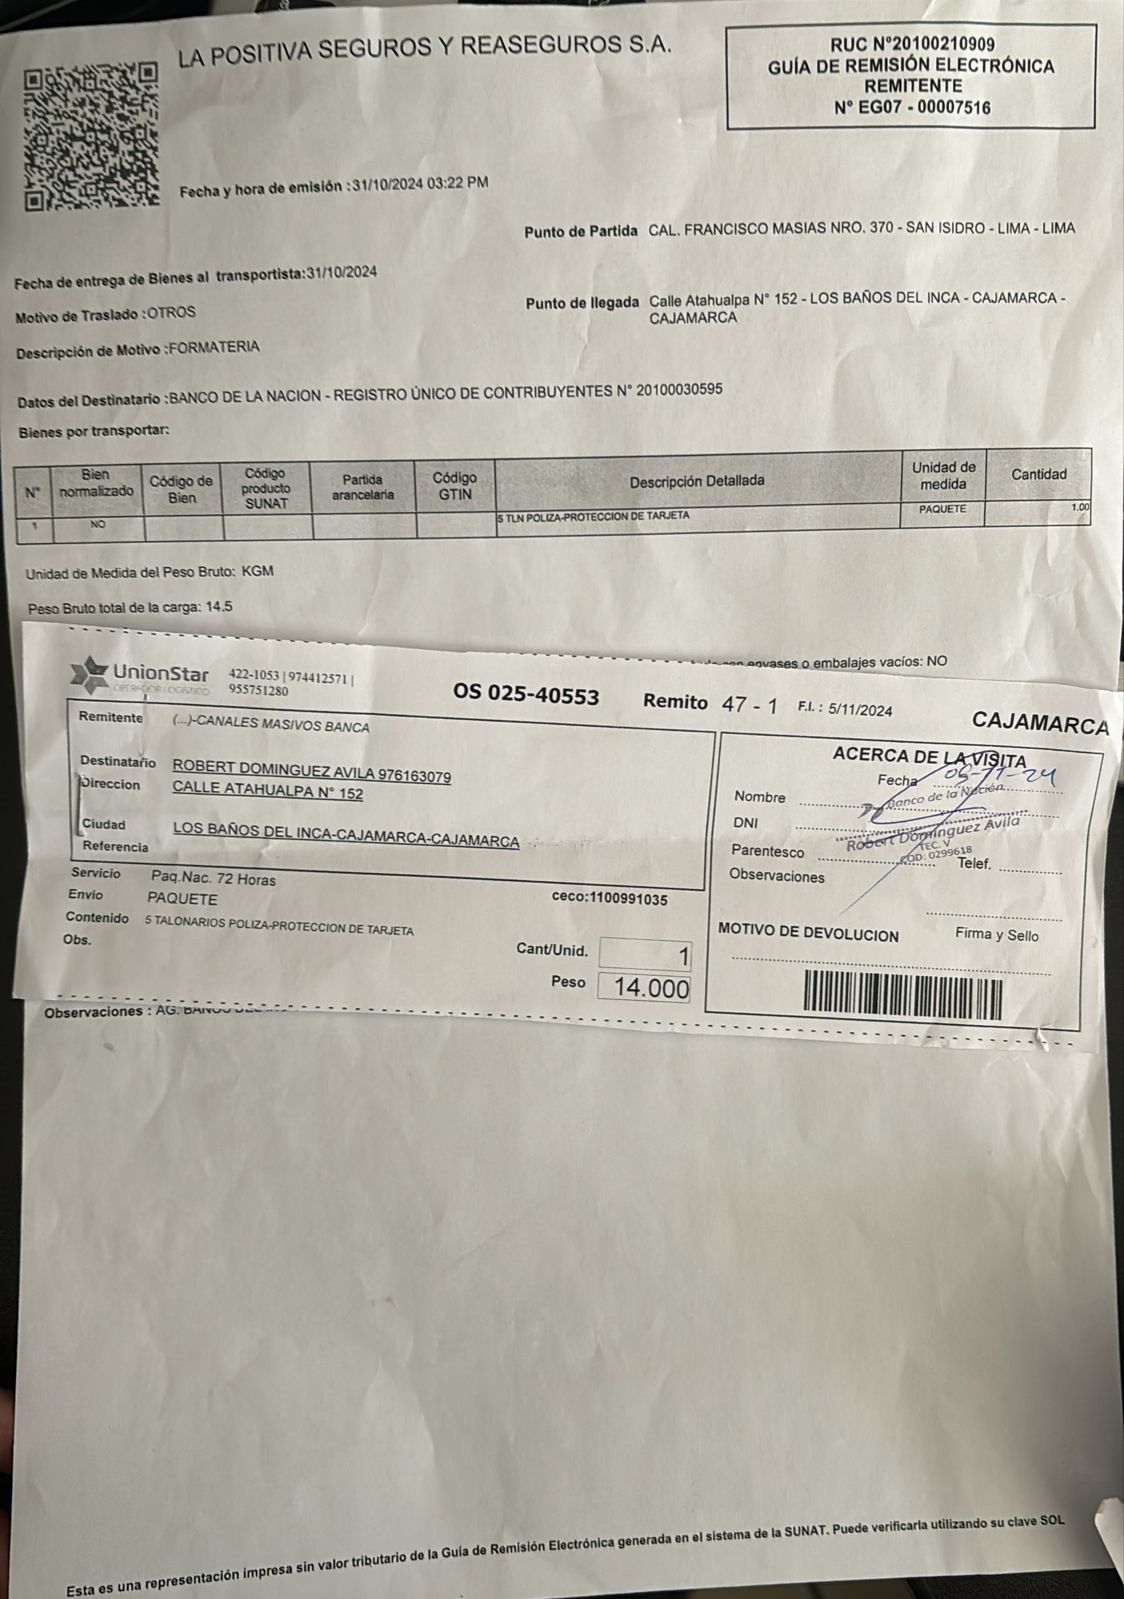 LA POSITIVA SEGUROS Y REASEGUROS S.A.
RUC N°20100210909
GUÍA DE REMISIÓN ELECTRÓNICA
REMITENTE
N° EG07 - 00007516
Fecha y hora de emisión :31/10/2024 03:22 PM
Punto de Partida CAL. FRANCISCO MASIAS NRO. 370 - SAN ISIDRO - LIMA - LIMA
Fecha de entrega de Bienes al transportista:31/10/2024
Punto de llegada Calle Atahualpa N° 152 - LOS BAÑOS DEL INCA - CAJAMARCA -
CAJAMARCA
Motivo de Traslado :OTROS
Descripción de Motivo :FORMATERIA
Datos del Destinatario :BANCO DE LA NACION - REGISTRO ÚNICO DE CONTRIBUYENTES N° 20100030595
Bienes por transportar:
N° Bien normalizado Código de Bien Código producto SUNAT Partida arancelaria Código GTIN Descripción Detallada Unidad de medida Cantidad
1 NO 5 TLN POLIZA-PROTECCION DE TARJETA PAQUETE 1.00
Unidad de Medida del Peso Bruto: KGM
Peso Bruto total de la carga: 14.5
envases o embalajes vacíos: NO
UnionStar 422-1053 | 974412571 |
OPERADOR LOGISTICO 955751280
OS 025-40553 Remito 47 - 1 F.I. : 5/11/2024 CAJAMARCA
Remitente (...)-CANALES MASIVOS BANCA
Destinatario ROBERT DOMINGUEZ AVILA 976163079
Direccion CALLE ATAHUALPA N° 152
Ciudad LOS BAÑOS DEL INCA-CAJAMARCA-CAJAMARCA
Referencia
Servicio Paq.Nac. 72 Horas
Envio PAQUETE
ceco:1100991035
Contenido 5 TALONARIOS POLIZA-PROTECCION DE TARJETA
Obs.
Cant/Unid. 1
Peso 14.000
ACERCA DE LA VISITA
Fecha
Nombre
Banco de la Nación
DNI
Robert Dominguez Avila
TEC. V
Parentesco
COD: 0299618
Telef.
Observaciones
MOTIVO DE DEVOLUCION Firma y Sello
Observaciones : AG.
Esta es una representación impresa sin valor tributario de la Guía de Remisión Electrónica generada en el sistema de la SUNAT. Puede verificarla utilizando su clave SOL